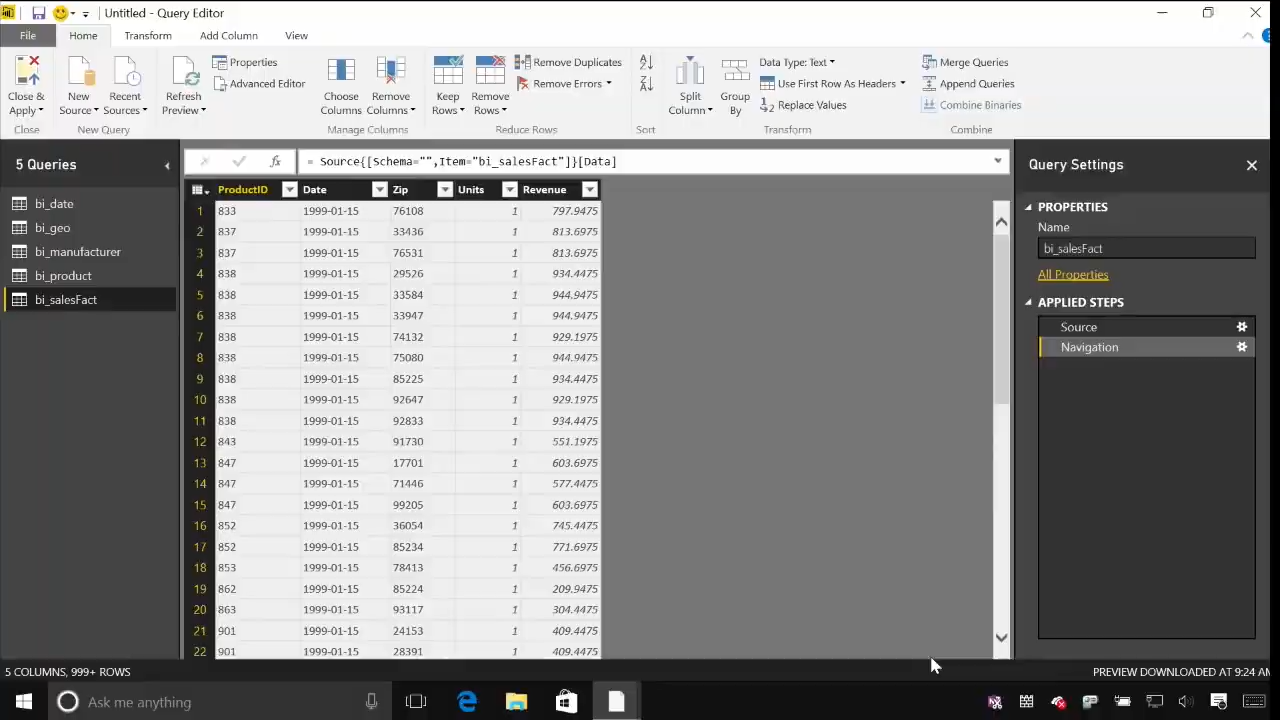 Untitled - Query Editor
File Home Transform Add Column View
Close & Apply
New Source
Recent Sources
Refresh Preview
Properties
Advanced Editor
Choose Columns
Remove Columns
Keep Rows
Remove Rows
Remove Duplicates
Remove Errors
Split Column
Group By
Data Type: Text
Use First Row As Headers
Replace Values
Merge Queries
Append Queries
Combine Binaries
Close New Query Manage Columns Reduce Rows Sort Transform Combine
5 Queries
bi_date
bi_geo
bi_manufacturer
bi_product
bi_salesFact
fx = Source{[Schema="",Item="bi_salesFact"]}[Data]
ProductID Date Zip Units Revenue
1 833 1999-01-15 76108 1 797.9475
2 837 1999-01-15 33436 1 813.6975
3 837 1999-01-15 76531 1 813.6975
4 838 1999-01-15 29526 1 934.4475
5 838 1999-01-15 33584 1 944.9475
6 838 1999-01-15 33947 1 944.9475
7 838 1999-01-15 74132 1 929.1975
8 838 1999-01-15 75080 1 944.9475
9 838 1999-01-15 85225 1 934.4475
10 838 1999-01-15 92647 1 929.1975
11 838 1999-01-15 92833 1 934.4475
12 843 1999-01-15 91730 1 551.1975
13 847 1999-01-15 17701 1 603.6975
14 847 1999-01-15 71446 1 577.4475
15 847 1999-01-15 99205 1 603.6975
16 852 1999-01-15 36054 1 745.4475
17 852 1999-01-15 85234 1 771.6975
18 853 1999-01-15 78413 1 456.6975
19 862 1999-01-15 85224 1 209.9475
20 863 1999-01-15 93117 1 304.4475
21 901 1999-01-15 24153 1 409.4475
22 901 1999-01-15 28391 1 409.4475
Query Settings
PROPERTIES
Name
bi_salesFact
All Properties
APPLIED STEPS
Source
Navigation
5 COLUMNS, 999+ ROWS
PREVIEW DOWNLOADED AT 9:24 AM
Ask me anything